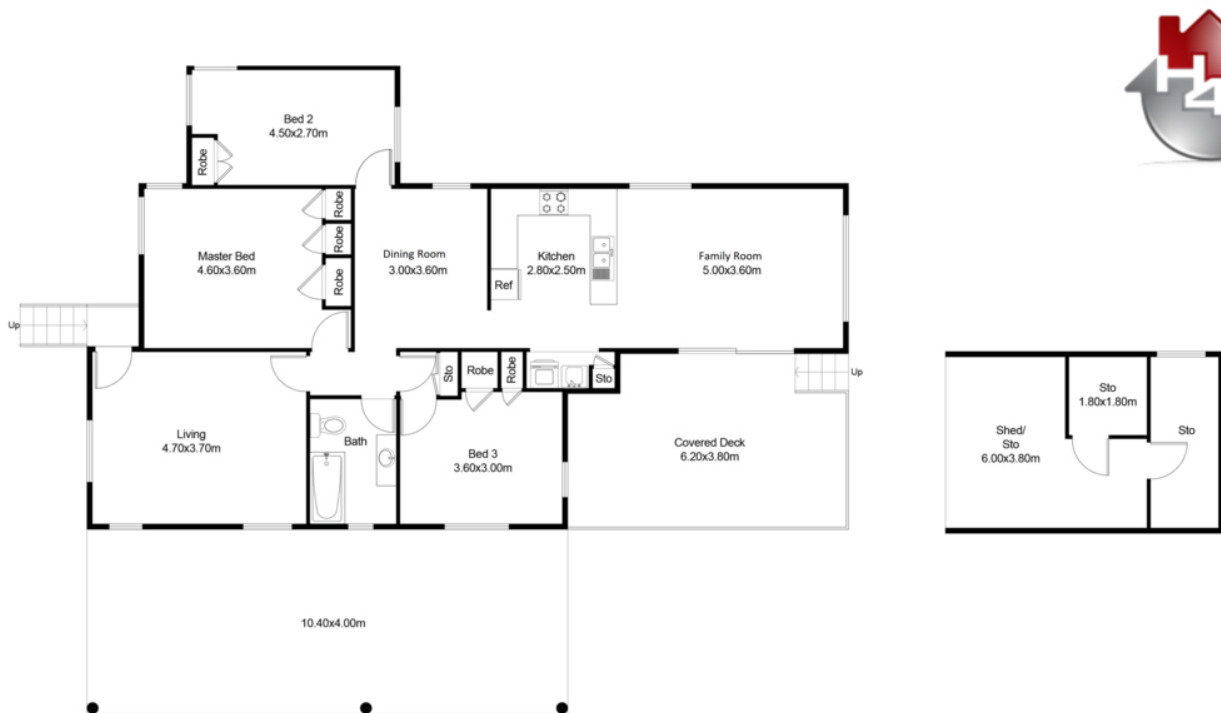 H4
Bed 2
4.50x2.70m
Robe
Robe
Robe
Robe
Master Bed
4.60x3.60m
Dining Room
3.00x3.60m
Kitchen
2.80x2.50m
Ref
Family Room
5.00x3.60m
Up
Up
Sto
Robe
Robe
Sto
Living
4.70x3.70m
Bath
Bed 3
3.60x3.00m
Covered Deck
6.20x3.80m
Sto
1.80x1.80m
Shed/
Sto
6.00x3.80m
Sto
10.40x4.00m